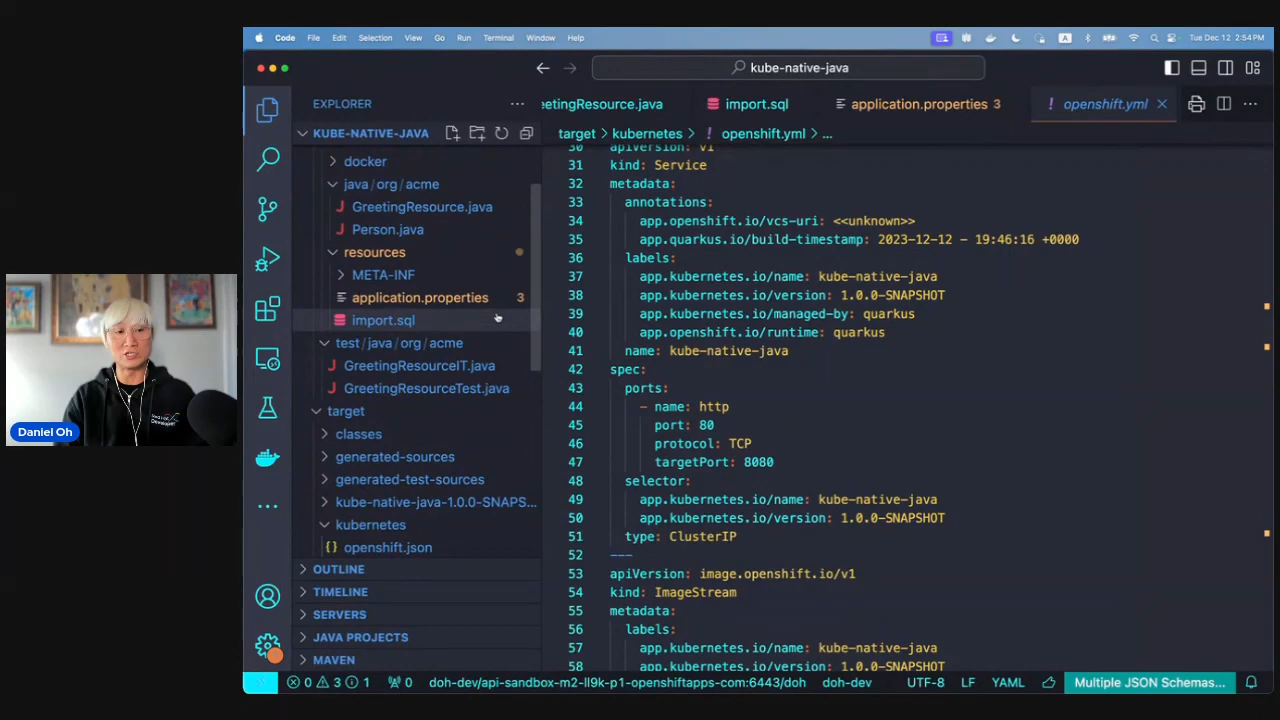 Code File Edit Selection View Go Run Terminal Window Help A Tue Dec 12 2:54 PM
kube-native-java
EXPLORER
eetingResource.java import.sql application.properties 3 openshift.yml
KUBE-NATIVE-JAVA
target > kubernetes > ! openshift.yml > ...
docker
java / org / acme
J GreetingResource.java
J Person.java
resources
META-INF
application.properties 3
import.sql
test / java / org / acme
J GreetingResourceIT.java
J GreetingResourceTest.java
target
classes
generated-sources
generated-test-sources
kube-native-java-1.0.0-SNAPS...
kubernetes
{} openshift.json
OUTLINE
TIMELINE
SERVERS
JAVA PROJECTS
MAVEN
30 apiVersion: v1
31 kind: Service
32 metadata:
33 annotations:
34 app.openshift.io/vcs-uri: <<unknown>>
35 app.quarkus.io/build-timestamp: 2023-12-12 - 19:46:16 +0000
36 labels:
37 app.kubernetes.io/name: kube-native-java
38 app.kubernetes.io/version: 1.0.0-SNAPSHOT
39 app.kubernetes.io/managed-by: quarkus
40 app.openshift.io/runtime: quarkus
41 name: kube-native-java
42 spec:
43 ports:
44 - name: http
45 port: 80
46 protocol: TCP
47 targetPort: 8080
48 selector:
49 app.kubernetes.io/name: kube-native-java
50 app.kubernetes.io/version: 1.0.0-SNAPSHOT
51 type: ClusterIP
52 ---
53 apiVersion: image.openshift.io/v1
54 kind: ImageStream
55 metadata:
56 labels:
57 app.kubernetes.io/name: kube-native-java
58 app.kubernetes.io/version: 1.0.0-SNAPSHOT
0 3 1 0 doh-dev/api-sandbox-m2-ll9k-p1-openshiftapps-com:6443/doh doh-dev UTF-8 LF YAML Multiple JSON Schemas...
Daniel Oh